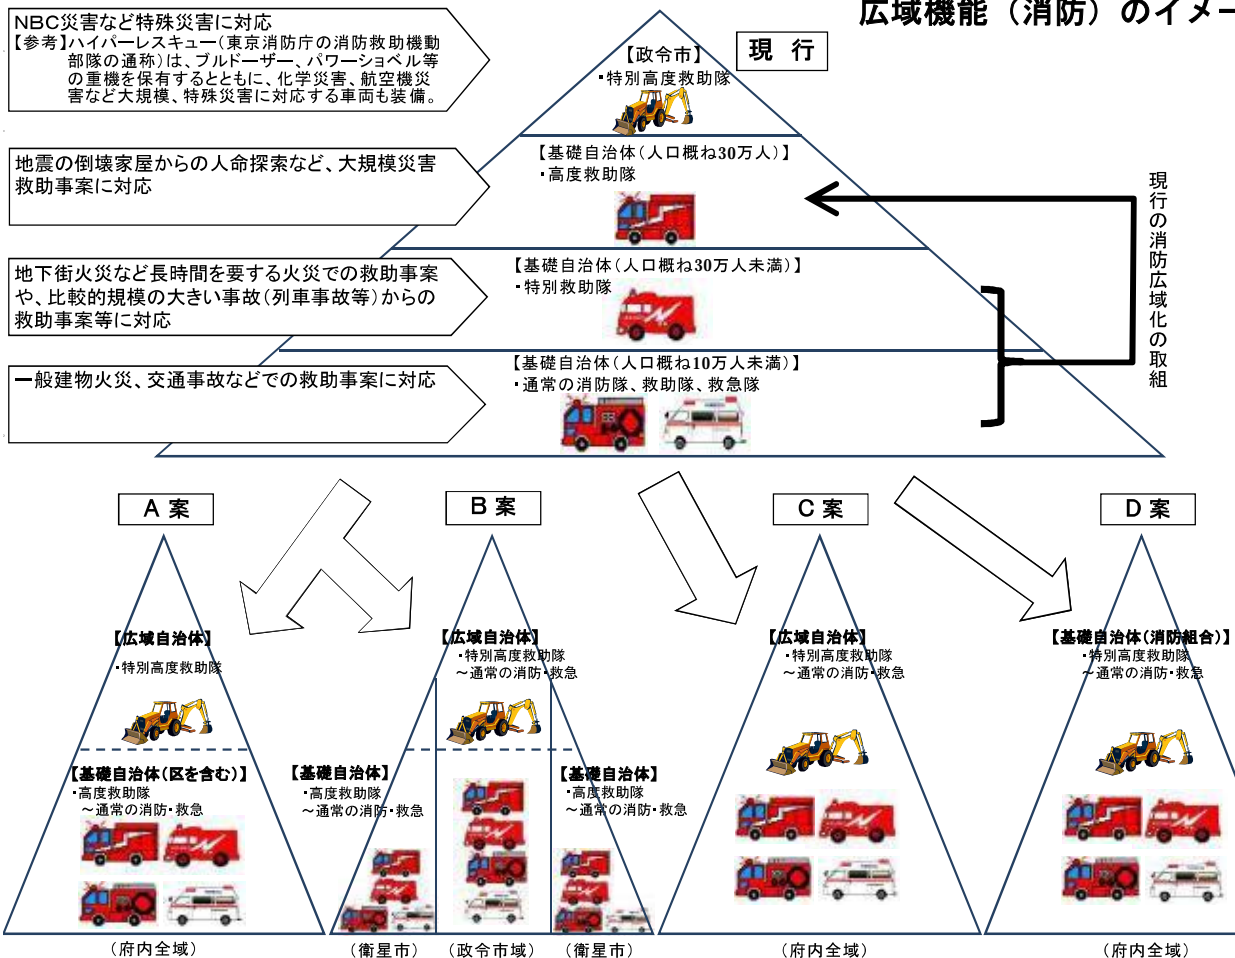 広域機能（消防）のイメー
現 行
NBC災害など特殊災害に対応
【参考】ハイパーレスキュー（東京消防庁の消防救助機動
部隊の通称）は、ブルドーザー、パワーショベル等
の重機を保有するとともに、化学災害、航空機災
害など大規模、特殊災害に対応する車両も装備。
【政令市】
・特別高度救助隊
地震の倒壊家屋からの人命探索など、大規模災害
救助事案に対応
【基礎自治体（人口概ね30万人）】
・高度救助隊
地下街火災など長時間を要する火災での救助事案
や、比較的規模の大きい事故（列車事故等）からの
救助事案等に対応
【基礎自治体（人口概ね30万人未満）】
・特別救助隊
一般建物火災、交通事故などでの救助事案に対応
【基礎自治体（人口概ね10万人未満）】
・通常の消防隊、救助隊、救急隊
現行の消防広域化の取組
A 案
【広域自治体】
・特別高度救助隊
【基礎自治体（区を含む）】
・高度救助隊
～通常の消防・救急
（府内全域）
B 案
【広域自治体】
・特別高度救助隊
～通常の消防・救急
【基礎自治体】
・高度救助隊
～通常の消防・救急
【基礎自治体】
・高度救助隊
～通常の消防・救急
（衛星市）
（政令市域）
（衛星市）
C 案
【広域自治体】
・特別高度救助隊
～通常の消防・救急
（府内全域）
D 案
【基礎自治体（消防組合）】
・特別高度救助隊
～通常の消防・救急
（府内全域）